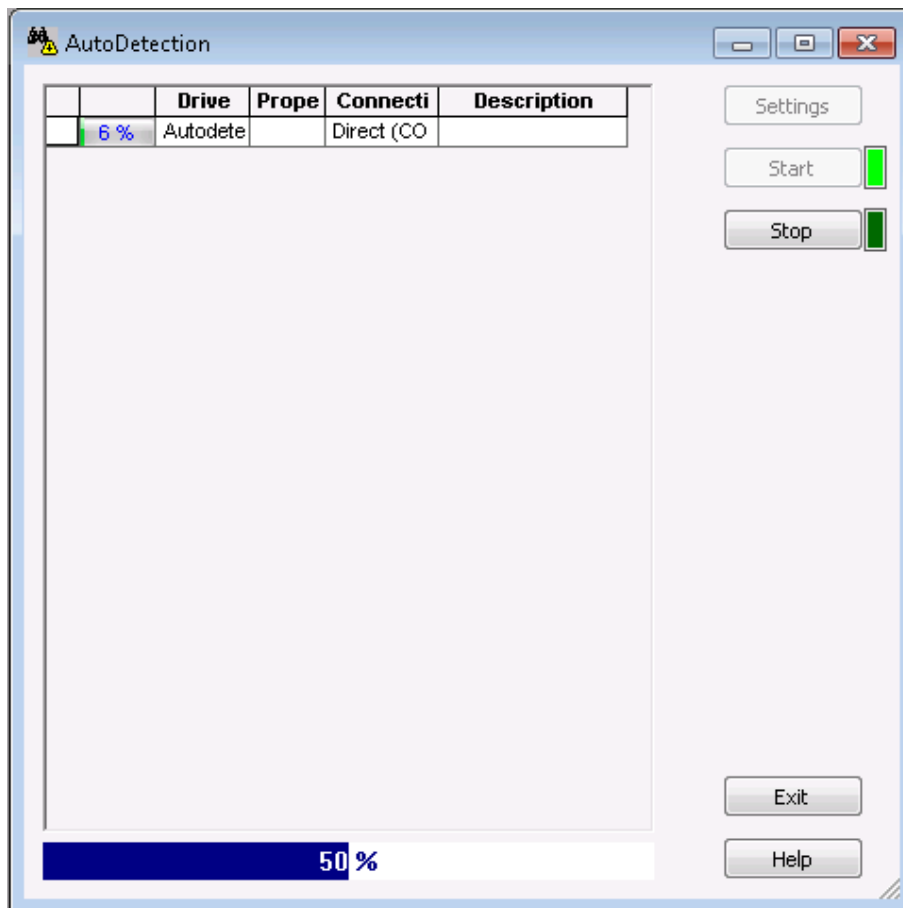 AutoDetection
Drive Prope Connecti Description
6 % Autodete Direct (CO
Settings
Start
Stop
Exit
50 %
Help